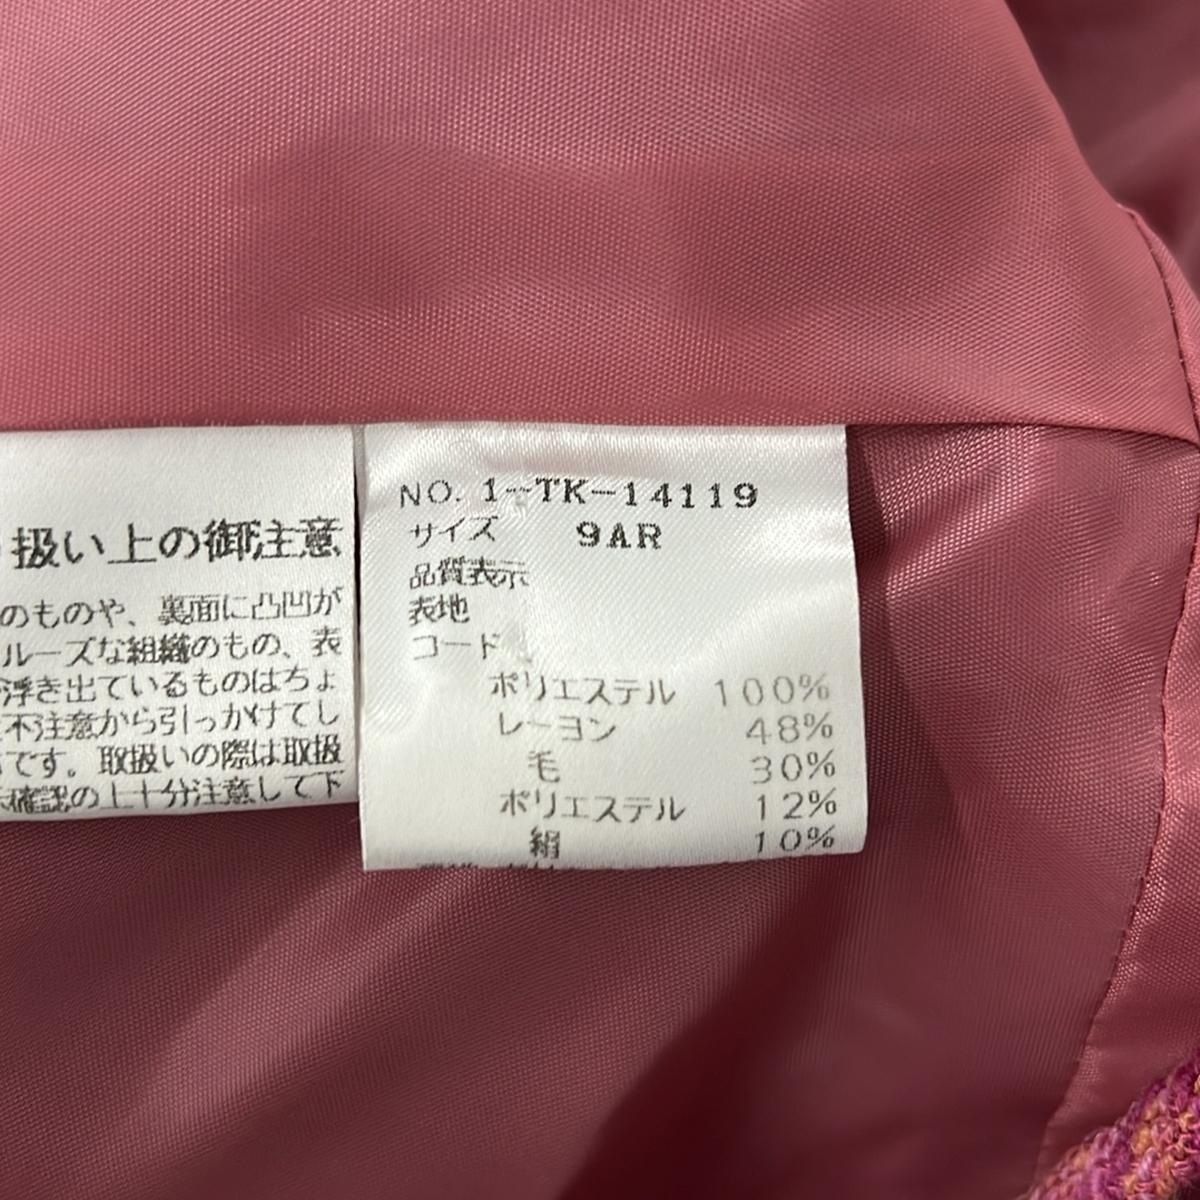 扱い上の御注意
のものや、裏面に凸凹が
ルーズな組織のもの、表
浮き出ているものはちょ
不注意から引っかけてし
です。取扱いの際は取扱
確認の上十分注意して下
NO. 1-TK-14119
サイズ 9AR
品質表示
表地
コード
ポリエステル 100%
レーヨン 48%
毛 30%
ポリエステル 12%
絹 10%